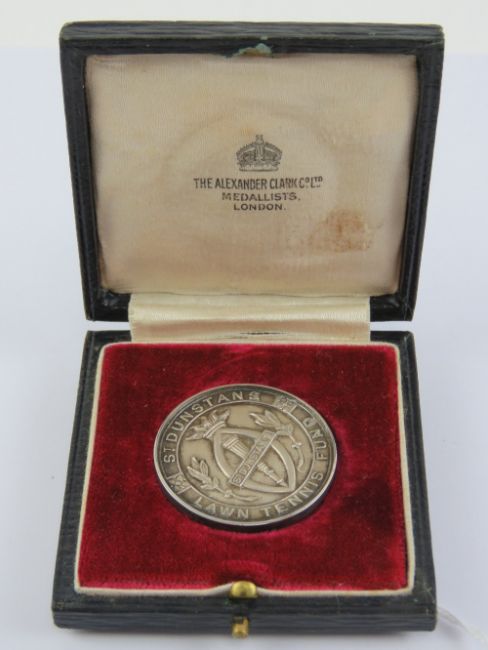 THE ALEXANDER CLARK Co LTD
MEDALLISTS,
LONDON.
ST DUNSTANS
LAWN TENNIS FUND